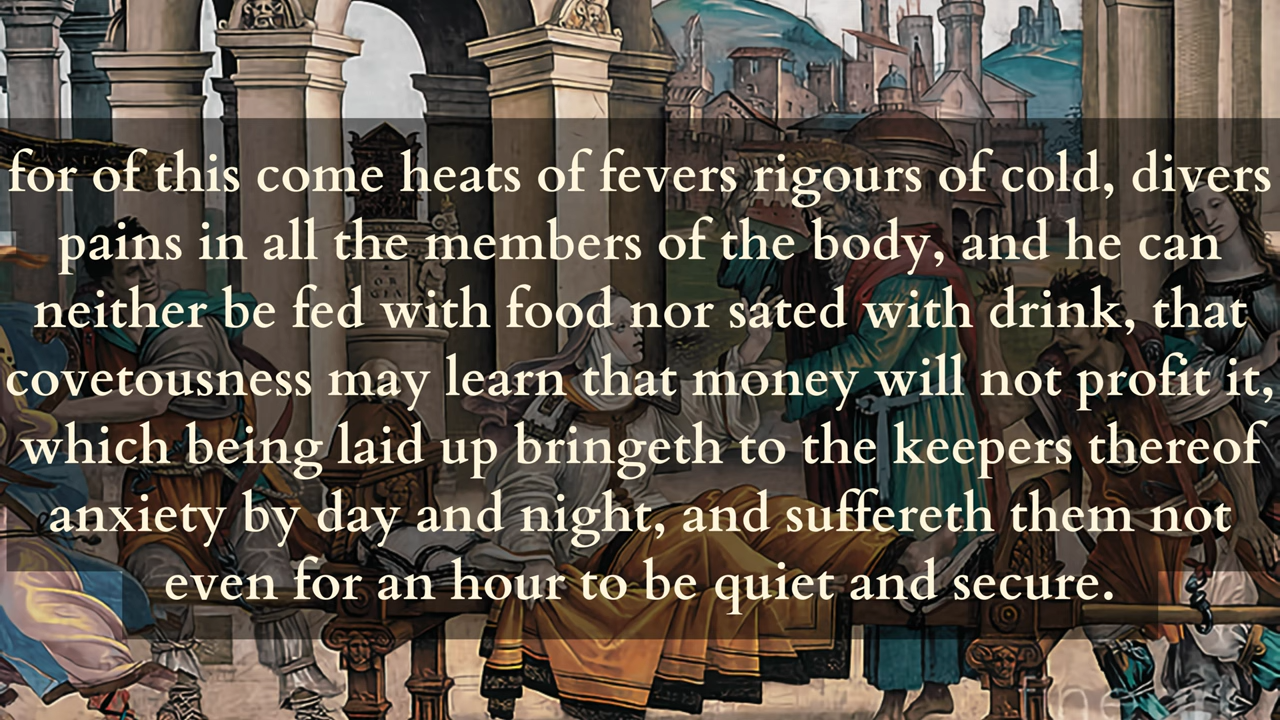 for of this come heats of fevers rigours of cold, divers
pains in all the members of the body, and he can
neither be fed with food nor sated with drink, that
covetousness may learn that money will not profit it,
which being laid up bringeth to the keepers thereof
anxiety by day and night, and suffereth them not
even for an hour to be quiet and secure.